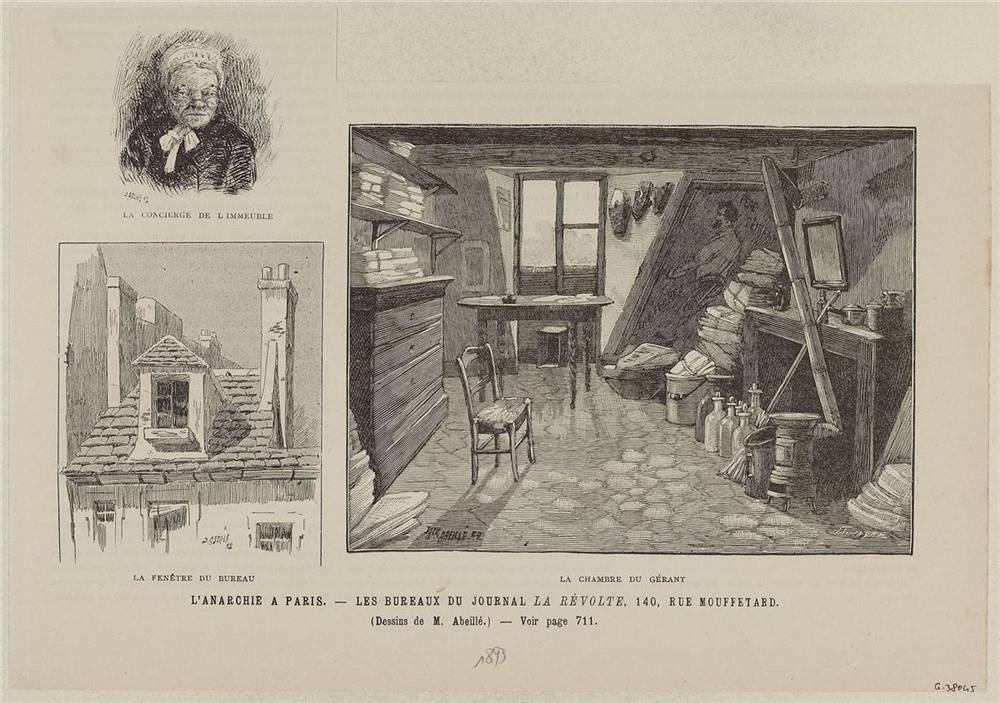 LA CONCIERGE DE L'IMMEUBLE
LA FENÊTRE DU BUREAU
LA CHAMBRE DU GÉRANT
L'ANARCHIE A PARIS. — LES BUREAUX DU JOURNAL LA RÉVOLTE, 140, RUE MOUFFETARD.
(Dessins de M. Abeillé.) — Voir page 711.
1893
G.38045